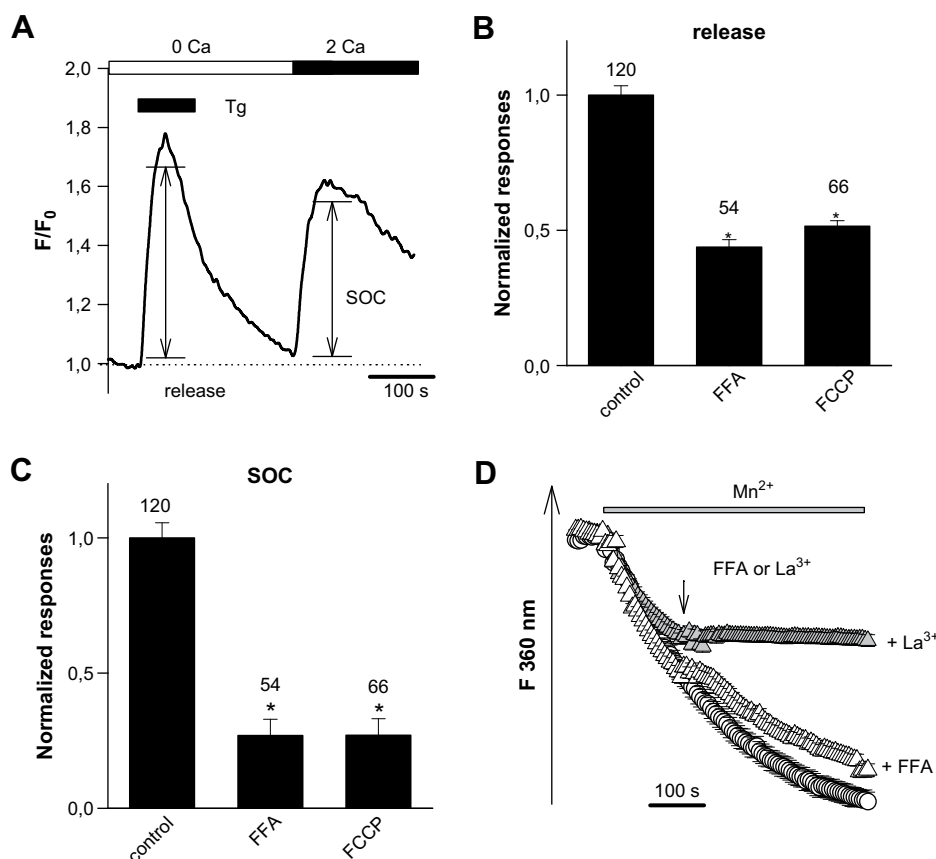 A
0 Ca
2 Ca
2,0
Tg
1,8
1,6
1,4
1,2
1,0
F/F0
SOC
release
100 s
B
release
Normalized responses
1,0
0,5
0,0
120
54
*
66
*
control
FFA
FCCP
C
SOC
Normalized responses
1,0
0,5
0,0
120
54
*
66
*
control
FFA
FCCP
D
Mn2+
FFA or La3+
F 360 nm
+ La3+
+ FFA
100 s